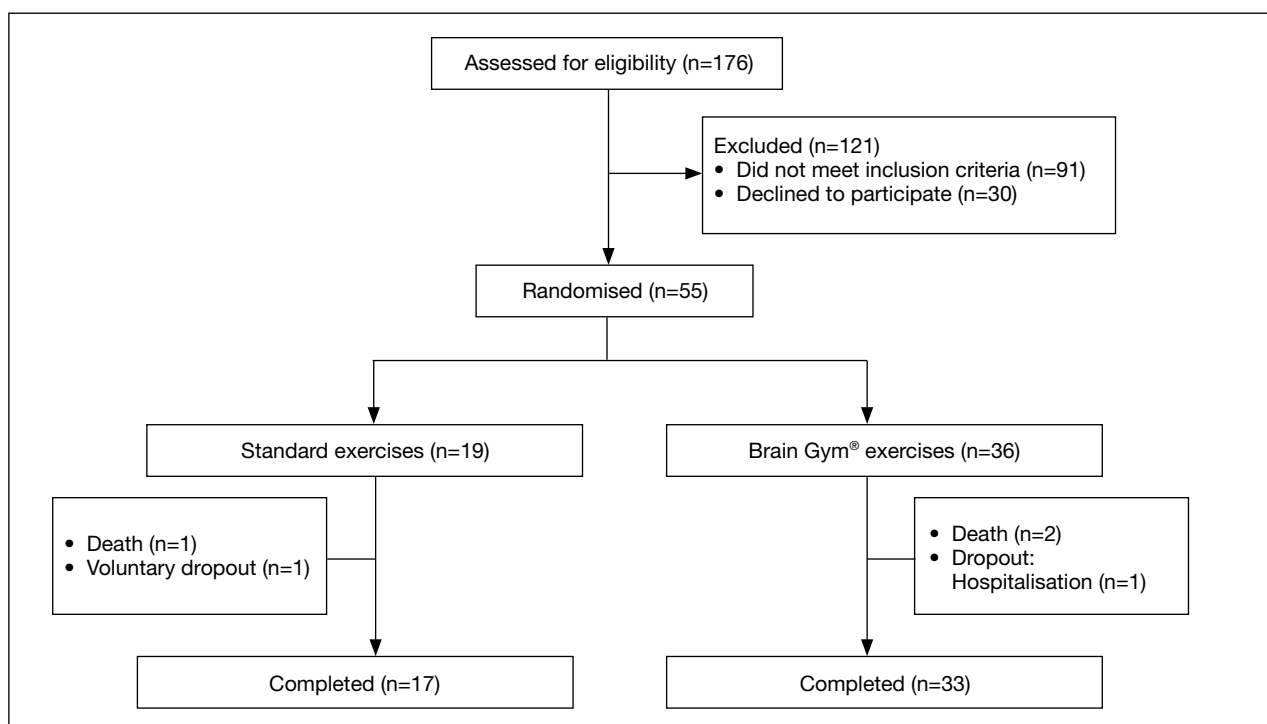 Assessed for eligibility (n=176)
Excluded (n=121)
• Did not meet inclusion criteria (n=91)
• Declined to participate (n=30)
Randomised (n=55)
Standard exercises (n=19)
Brain Gym® exercises (n=36)
• Death (n=1)
• Voluntary dropout (n=1)
• Death (n=2)
• Dropout:
Hospitalisation (n=1)
Completed (n=17)
Completed (n=33)